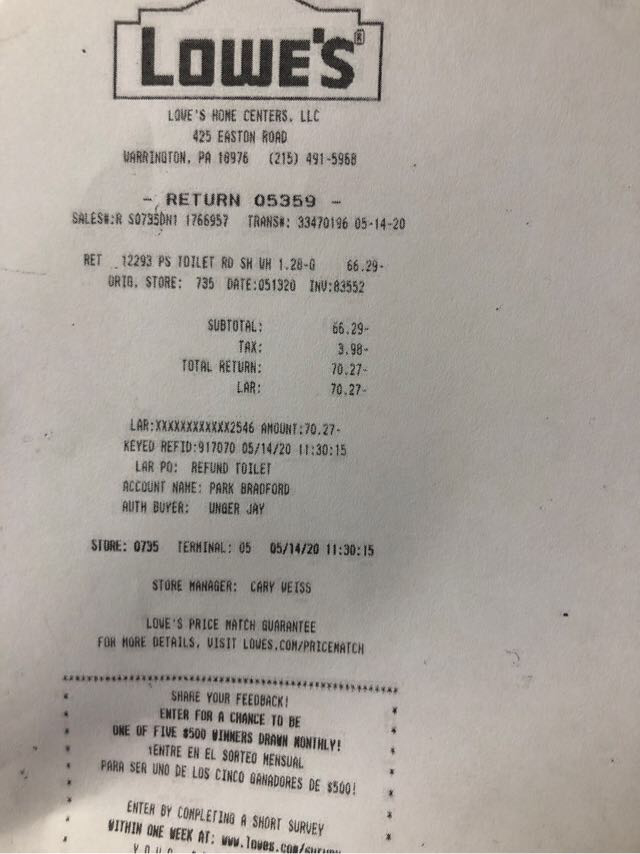 LOWE'S®
LOWE'S HOME CENTERS, LLC
425 EASTON ROAD
WARRINGTON, PA 18976 (215) 491-5968
- RETURN 05359 -
SALES#:R S0735DN1 1766957 TRANS#: 33470196 05-14-20
RET 12293 PS TOILET RD SH WH 1.28-G 66.29-
ORIG. STORE: 735 DATE:051320 INV:83552
SUBTOTAL: 66.29-
TAX: 3.98-
TOTAL RETURN: 70.27-
LAR: 70.27-
LAR:XXXXXXXXXXXX2546 AMOUNT:70.27-
KEYED REFID:917070 05/14/20 11:30:15
LAR PO: REFUND TOILET
ACCOUNT NAME: PARK BRADFORD
AUTH BUYER: UNGER JAY
STORE: 0735 TERMINAL: 05 05/14/20 11:30:15
STORE MANAGER: CARY WEISS
LOWE'S PRICE MATCH GUARANTEE
FOR MORE DETAILS, VISIT LOWES.COM/PRICEMATCH
****************************************************
* SHARE YOUR FEEDBACK! *
* ENTER FOR A CHANCE TO BE *
* ONE OF FIVE $500 WINNERS DRAWN MONTHLY! *
* ¡ENTRE EN EL SORTEO MENSUAL *
* PARA SER UNO DE LOS CINCO GANADORES DE $500! *
* ENTER BY COMPLETING A SHORT SURVEY *
* WITHIN ONE WEEK AT: www.lowes.com/survey
Y O U R